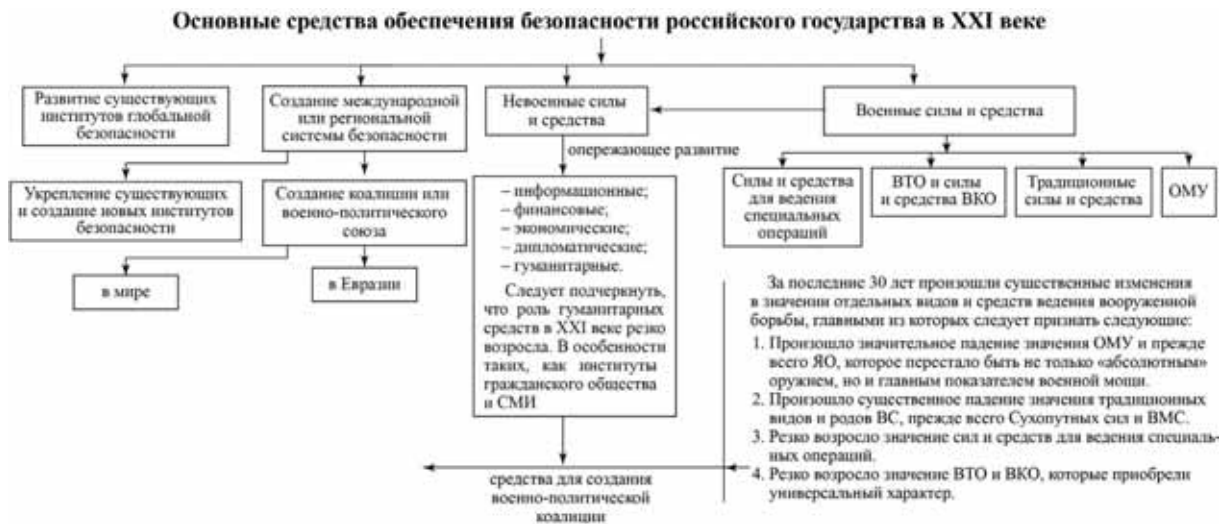 Основные средства обеспечения безопасности российского государства в XXI веке
Развитие существующих
институтов глобальной
безопасности
Создание международной
или региональной
системы безопасности
Невоенные силы
и средства
Военные силы и средства
опережающее развитие
Укрепление существующих
и создание новых институтов
безопасности
Создание коалиции или
военно-политического
союза
– информационные;
– финансовые;
– экономические;
– дипломатические;
– гуманитарные.
Следует подчеркнуть,
что роль гуманитарных
средств в XXI веке резко
возросла. В особенности
таких, как институты
гражданского общества
и СМИ
Силы и средства
для ведения
специальных
операций
ВТО и силы
и средства ВКО
Традиционные
силы и средства
ОМУ
в мире
в Евразии
За последние 30 лет произошли существенные изменения
в значении отдельных видов и средств ведения вооруженной
борьбы, главными из которых следует признать следующие:
1. Произошло значительное падение значения ОМУ и прежде
всего ЯО, которое перестало быть не только «абсолютным»
оружием, но и главным показателем военной мощи.
2. Произошло существенное падение значения традиционных
видов и родов ВС, прежде всего Сухопутных сил и ВМС.
3. Резко возросло значение сил и средств для ведения специаль-
ных операций.
4. Резко возросло значение ВТО и ВКО, которые приобрели
универсальный характер.
средства для создания
военно-политической
коалиции